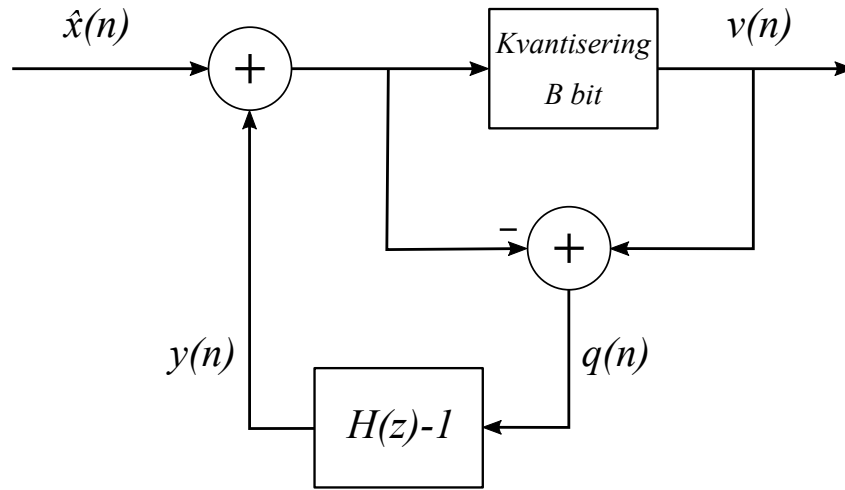 x̂(n)
+
Kvantisering
B bit
v(n)
−
+
y(n)
q(n)
H(z)-1